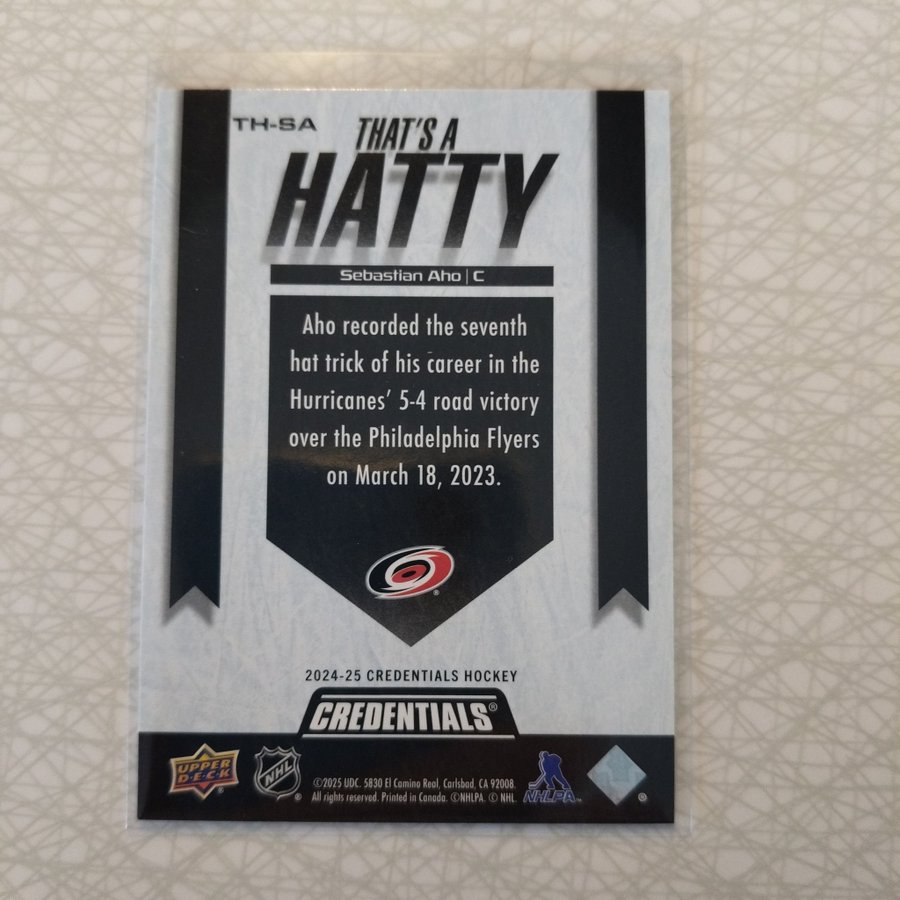 TH-SA
THAT'S A
HATTY
Sebastian Aho | C
Aho recorded the seventh
hat trick of his career in the
Hurricanes' 5-4 road victory
over the Philadelphia Flyers
on March 18, 2023.
®
2024-25 CREDENTIALS HOCKEY
CREDENTIALS®
UPPER
DECK
®
NHL
®
©2025 UDC. 5830 El Camino Real, Carlsbad, CA 92008.
All rights reserved. Printed in Canada. ©NHLPA. © NHL.
NHLPA™
®